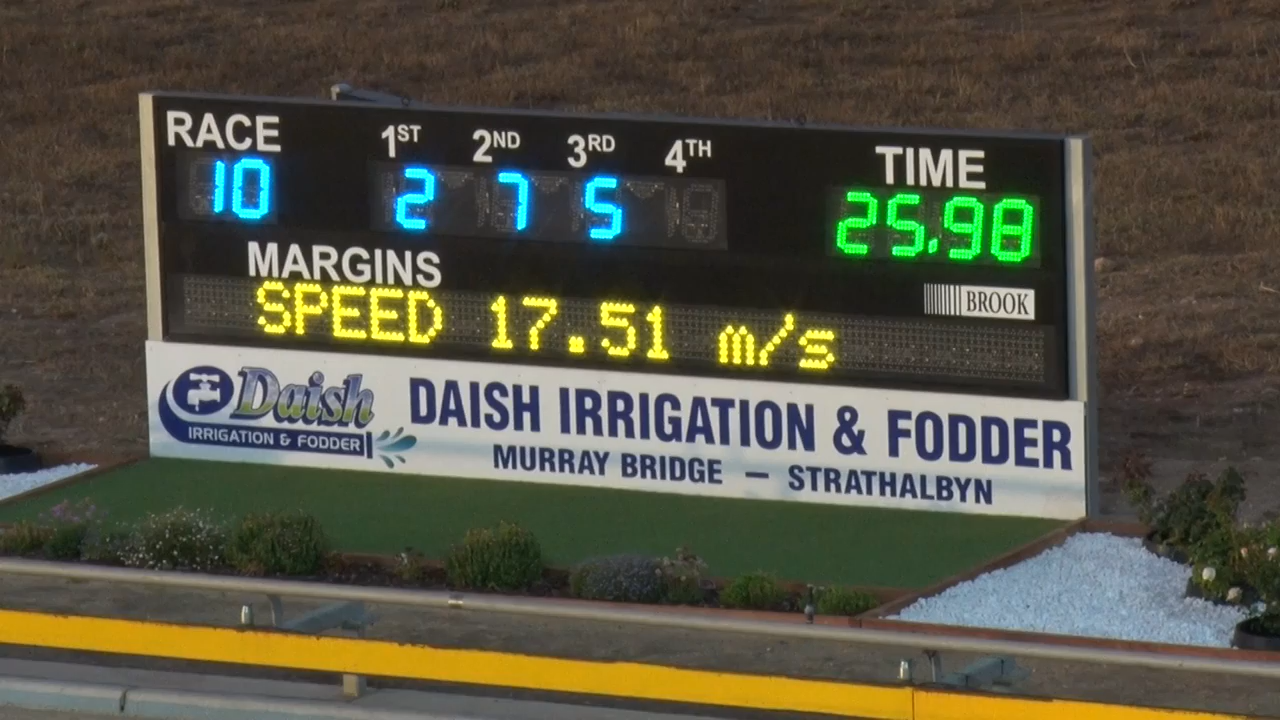 RACE 1ST 2ND 3RD 4TH TIME
10 2 7 5 25.98
MARGINS
BROOK
SPEED 17.51 m/s
Daish
IRRIGATION & FODDER
DAISH IRRIGATION & FODDER
MURRAY BRIDGE — STRATHALBYN